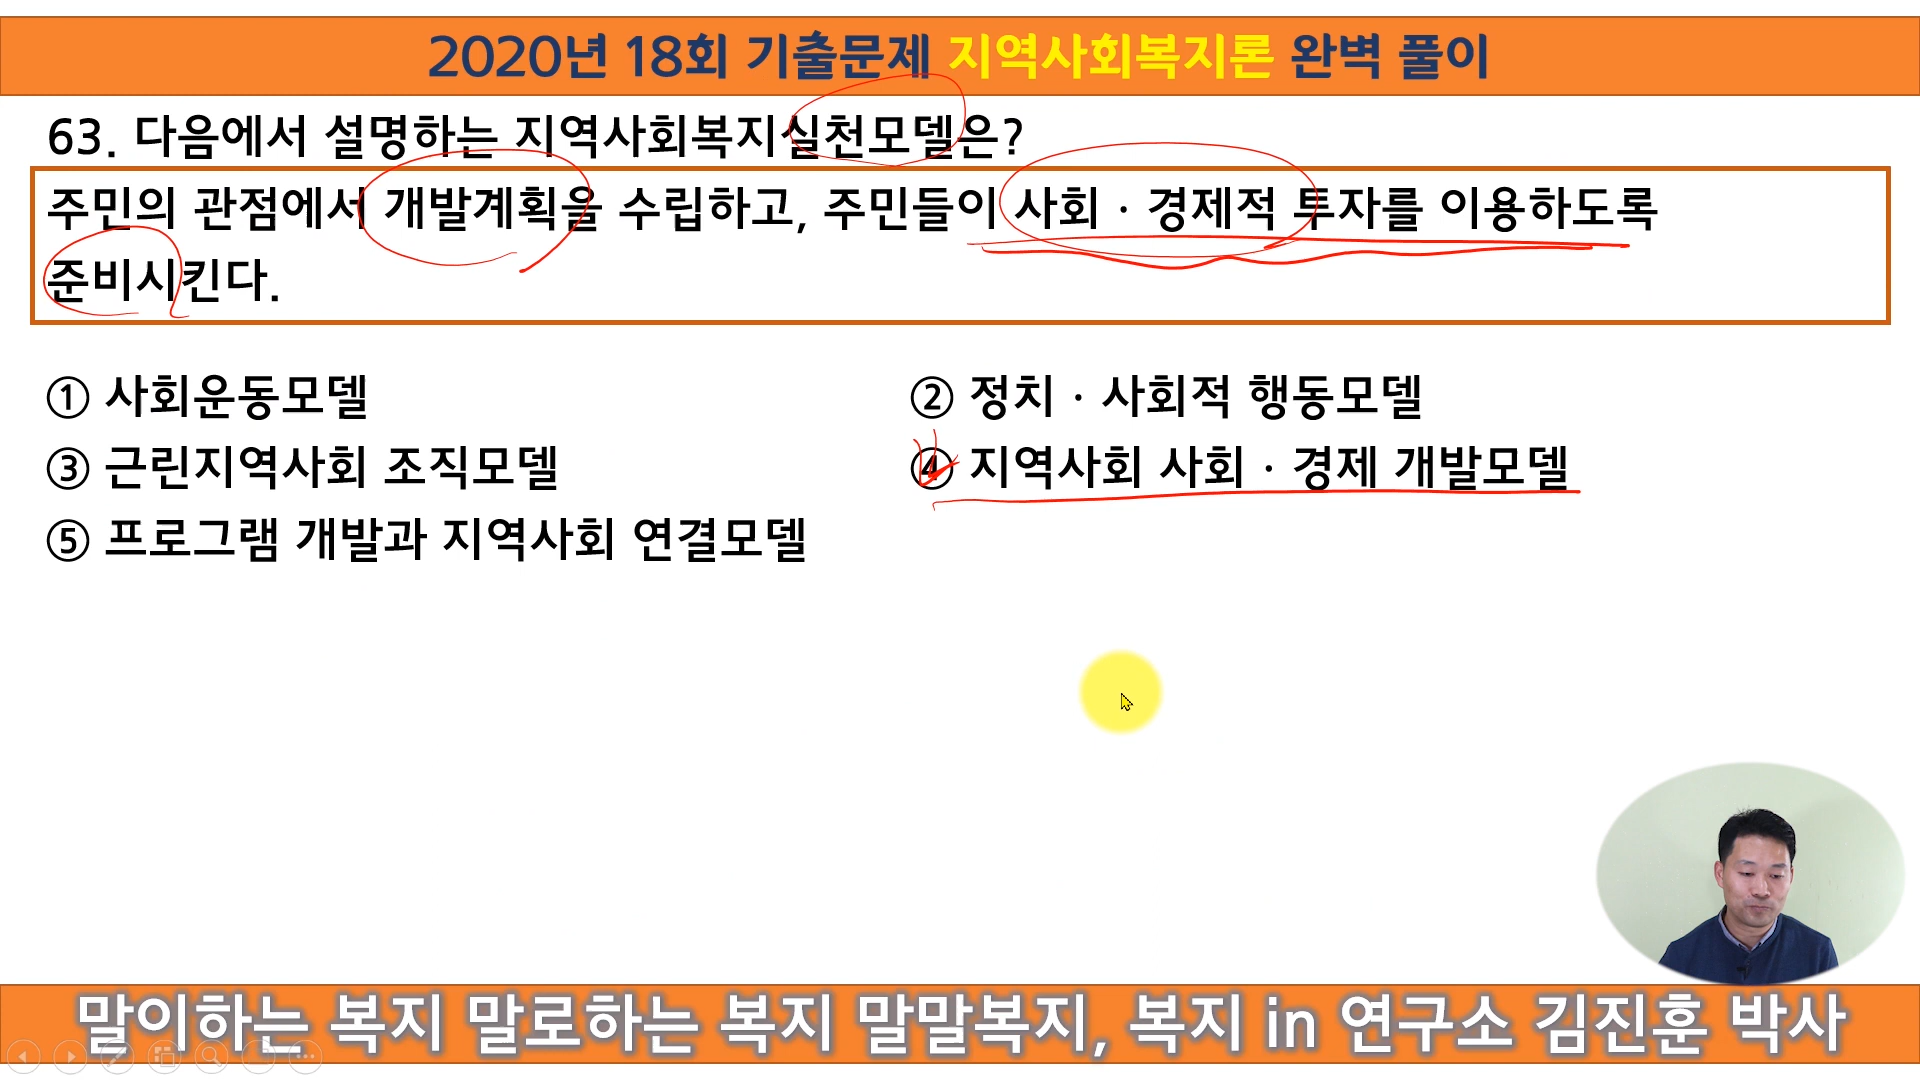 2020년 18회 기출문제 지역사회복지론 완벽 풀이
63. 다음에서 설명하는 지역사회복지실천모델은?
주민의 관점에서 개발계획을 수립하고, 주민들이 사회 · 경제적 투자를 이용하도록
준비시킨다.
① 사회운동모델
② 정치 · 사회적 행동모델
③ 근린지역사회 조직모델
④ 지역사회 사회 · 경제 개발모델
⑤ 프로그램 개발과 지역사회 연결모델
말이하는 복지 말로하는 복지 말말복지, 복지 in 연구소 김진훈 박사